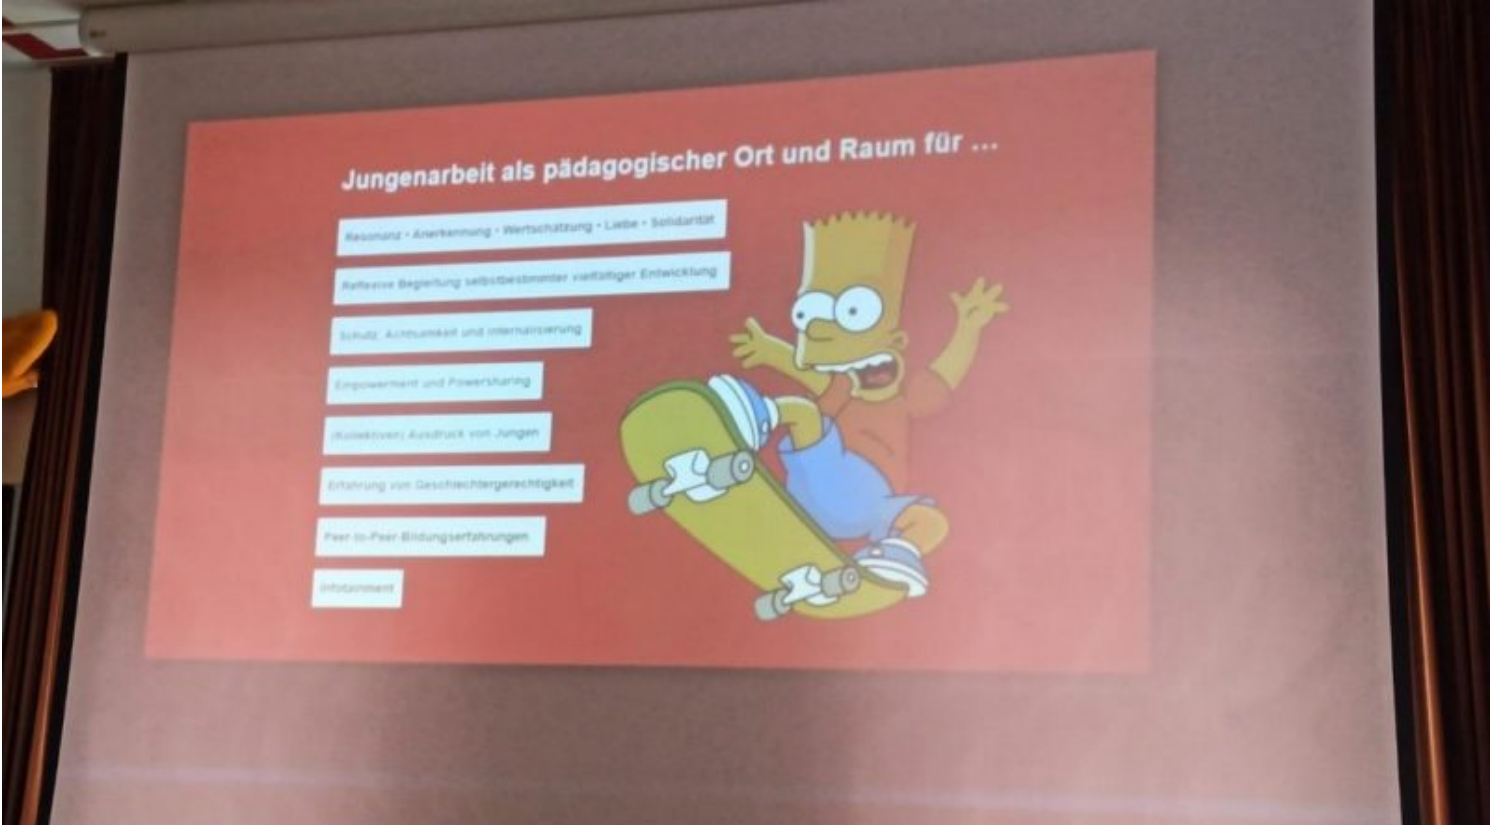 Jungenarbeit als pädagogischer Ort und Raum für ...
Resonanz • Anerkennung • Wertschätzung • Liebe • Solidarität
Reflexive Begleitung selbstbestimmter vielfältiger Entwicklung
Schutz, Achtsamkeit und Internalisierung
Empowerment und Powersharing
(Kollektiven) Ausdruck von Jungen
Erfahrung von Geschlechtergerechtigkeit
Peer-to-Peer-Bildungserfahrungen
Infotainment